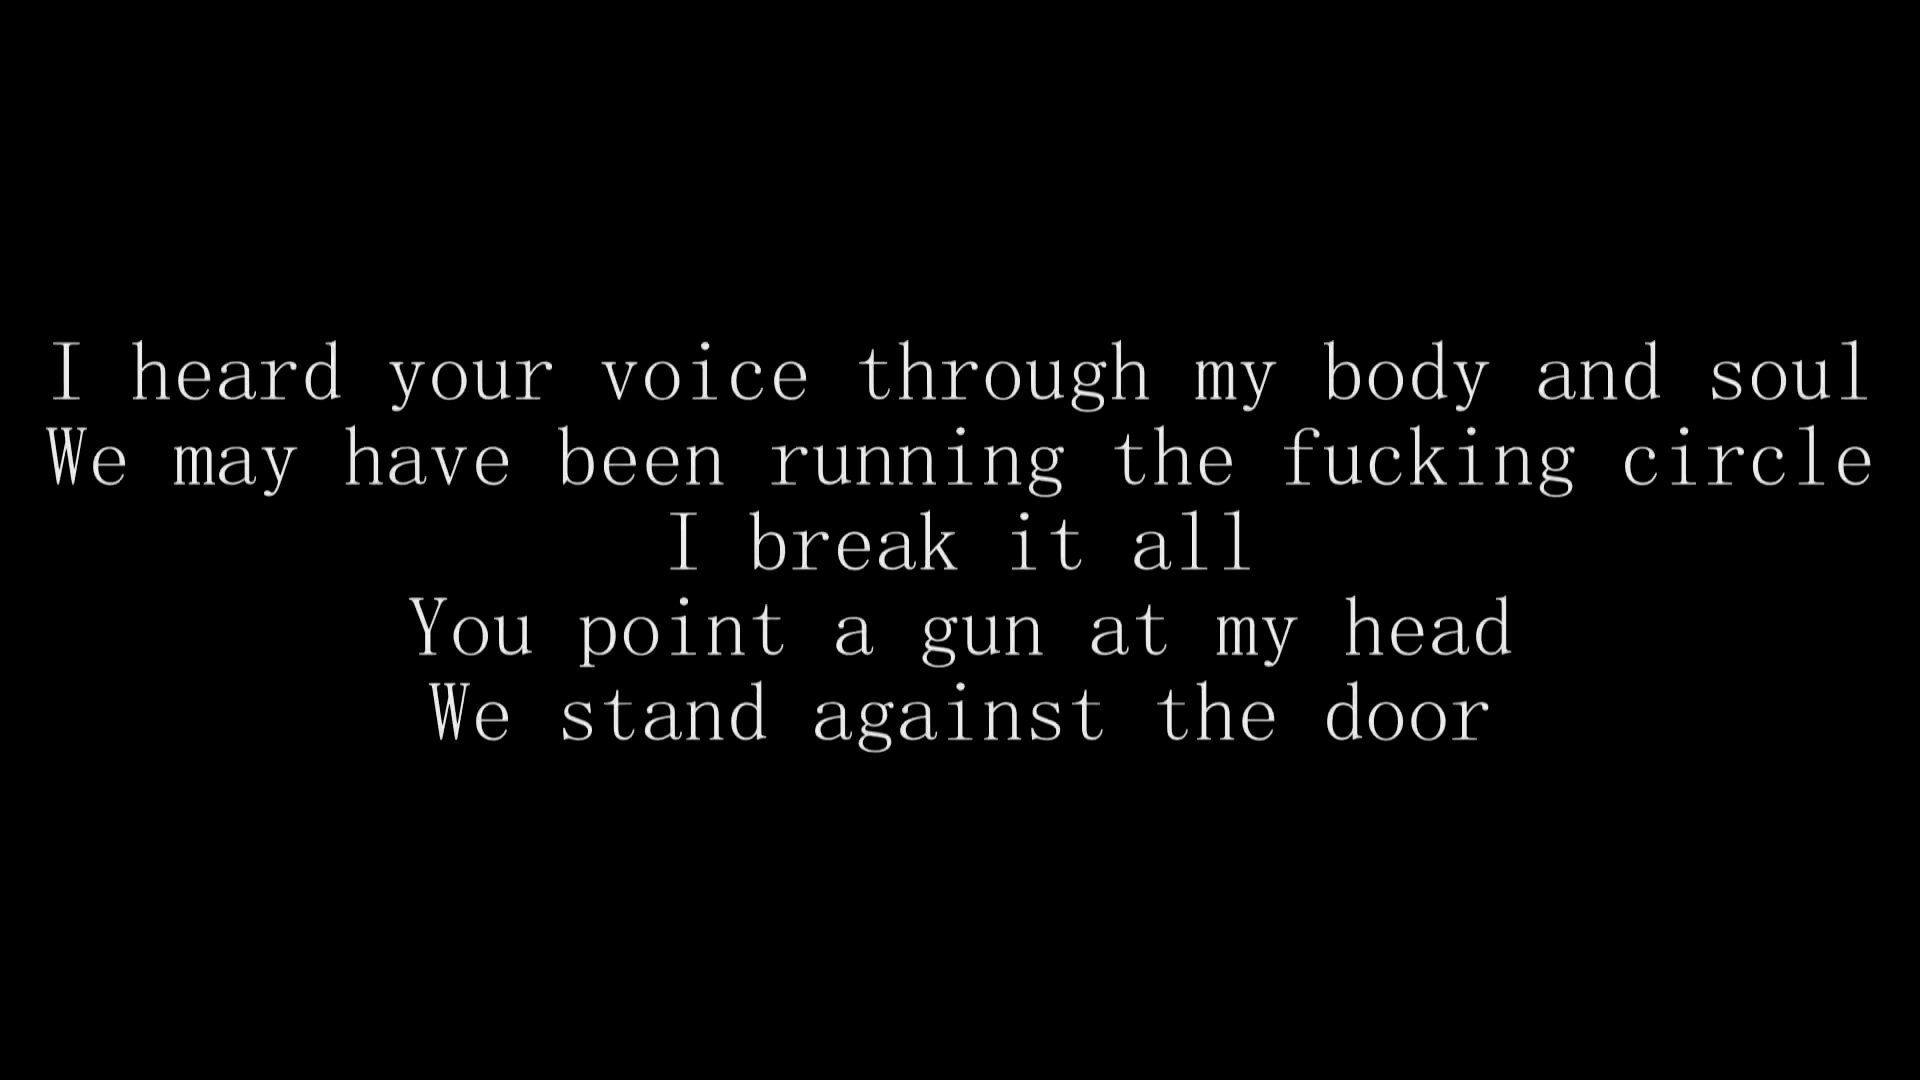 I heard your voice through my body and soul
We may have been running the fucking circle
I break it all
You point a gun at my head
We stand against the door